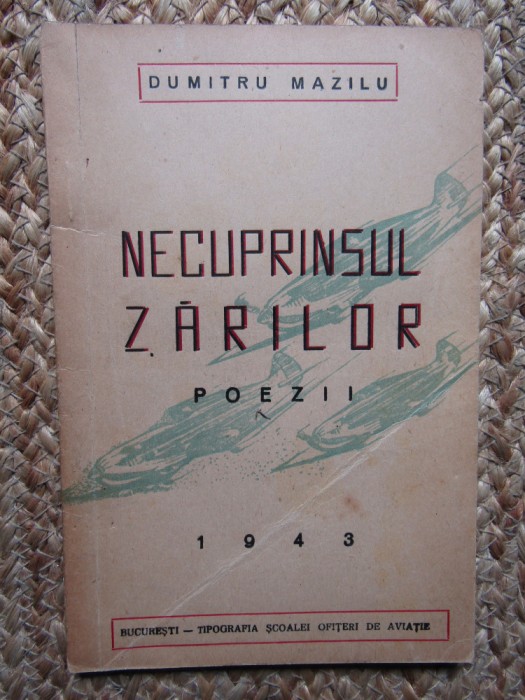 DUMITRU MAZILU
NECUPRINSUL
ZĂRILOR
POEZII
1943
BUCUREȘTI — TIPOGRAFIA ȘCOALEI OFIȚERI DE AVIAȚIE